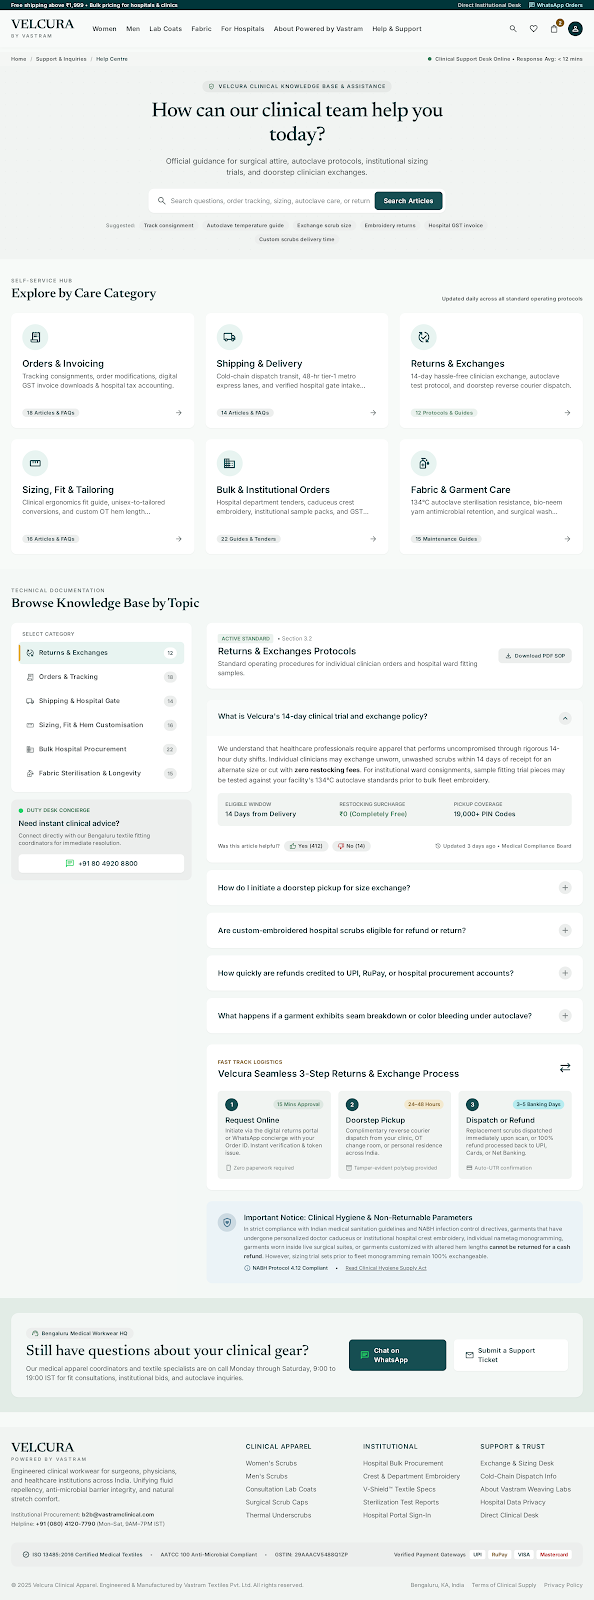 Free shipping above ₹1,999 • Bulk pricing for hospitals & clinics
Direct Institutional Desk
WhatsApp Orders
VELCURA
BY VASTRAM
Women
Men
Lab Coats
Fabric
For Hospitals
About Powered by Vastram
Help & Support
2
Home / Support & Inquiries / Help Centre
Clinical Support Desk Online • Response Avg: < 12 mins
VELCURA CLINICAL KNOWLEDGE BASE & ASSISTANCE
How can our clinical team help you
today?
Official guidance for surgical attire, autoclave protocols, institutional sizing
trials, and doorstep clinician exchanges.
Search questions, order tracking, sizing, autoclave care, or return
Search Articles
Suggested:
Track consignment
Autoclave temperature guide
Exchange scrub size
Embroidery returns
Hospital GST invoice
Custom scrubs delivery time
SELF-SERVICE HUB
Explore by Care Category
Updated daily across all standard operating protocols
Orders & Invoicing
Tracking consignments, order modifications, digital
GST invoice downloads & hospital tax accounting.
18 Articles & FAQs
Shipping & Delivery
Cold-chain dispatch transit, 48-hr tier-1 metro
express lanes, and verified hospital gate intake...
14 Articles & FAQs
Returns & Exchanges
14-day hassle-free clinician exchange, autoclave
test protocol, and doorstep reverse courier dispatch.
12 Protocols & Guides
Sizing, Fit & Tailoring
Clinical ergonomics fit guide, unisex-to-tailored
conversions, and custom OT hem length...
16 Articles & FAQs
Bulk & Institutional Orders
Hospital department tenders, caduceus crest
embroidery, institutional sample packs, and GST...
22 Guides & Tenders
Fabric & Garment Care
134°C autoclave sterilisation resistance, bio-neem
yarn antimicrobial retention, and surgical wash...
15 Maintenance Guides
TECHNICAL DOCUMENTATION
Browse Knowledge Base by Topic
SELECT CATEGORY
Returns & Exchanges 12
Orders & Tracking 18
Shipping & Hospital Gate 14
Sizing, Fit & Hem Customisation 16
Bulk Hospital Procurement 22
Fabric Sterilisation & Longevity 15
DUTY DESK CONCIERGE
Need instant clinical advice?
Connect directly with our Bengaluru textile fitting
coordinators for immediate resolution.
+91 80 4920 8800
ACTIVE STANDARD • Section 3.2
Returns & Exchanges Protocols
Standard operating procedures for individual clinician orders and hospital ward fitting
samples.
Download PDF SOP
What is Velcura's 14-day clinical trial and exchange policy?
We understand that healthcare professionals require apparel that performs uncompromised through rigorous 14-
hour duty shifts. Individual clinicians may exchange unworn, unwashed scrubs within 14 days of receipt for an
alternate size or cut with zero restocking fees. For institutional ward consignments, sample fitting trial pieces may
be tested against your facility's 134°C autoclave standards prior to bulk fleet embroidery.
ELIGIBLE WINDOW
14 Days from Delivery
RESTOCKING SURCHARGE
₹0 (Completely Free)
PICKUP COVERAGE
19,000+ PIN Codes
Was this article helpful?
Yes (412)
No (14)
Updated 3 days ago • Medical Compliance Board
How do I initiate a doorstep pickup for size exchange?
Are custom-embroidered hospital scrubs eligible for refund or return?
How quickly are refunds credited to UPI, RuPay, or hospital procurement accounts?
What happens if a garment exhibits seam breakdown or color bleeding under autoclave?
FAST TRACK LOGISTICS
Velcura Seamless 3-Step Returns & Exchange Process
1
15 Mins Approval
Request Online
Initiate via the digital returns portal
or WhatsApp concierge with your
Order ID. Instant verification & token
issue.
Zero paperwork required
2
24–48 Hours
Doorstep Pickup
Complimentary reverse courier
dispatch from your clinic, OT
change room, or personal residence
across India.
Tamper-evident polybag provided
3
2–5 Banking Days
Dispatch or Refund
Replacement scrubs dispatched
immediately upon scan, or 100%
refund processed back to UPI,
Cards, or Net Banking.
Auto-UTR confirmation
Important Notice: Clinical Hygiene & Non-Returnable Parameters
In strict compliance with Indian medical sanitation guidelines and NABH infection control directives, garments that have
undergone personalized doctor caduceus or institutional hospital crest embroidery, individual nametag monogramming,
garments worn inside live surgical suites, or garments customized with altered hem lengths cannot be returned for a cash
refund. However, sizing trial sets prior to fleet monogramming remain 100% exchangeable.
NABH Protocol 4.12 Compliant • Read Clinical Hygiene Supply Act
Bengaluru Medical Workwear HQ
Still have questions about your clinical gear?
Our medical apparel coordinators and textile specialists are on call Monday through Saturday, 9:00 to
19:00 IST for fit consultations, institutional bids, and autoclave inquiries.
Chat on
WhatsApp
Submit a Support
Ticket
VELCURA
POWERED BY VASTRAM
Engineered clinical workwear for surgeons, physicians,
and healthcare institutions across India. Unifying fluid
repellency, anti-microbial barrier integrity, and natural
stretch comfort.
Institutional Procurement: b2b@vastramclinical.com
Helpline: +91 (080) 4120-7790 (Mon–Sat, 9AM–7PM IST)
CLINICAL APPAREL
Women's Scrubs
Men's Scrubs
Consultation Lab Coats
Surgical Scrub Caps
Thermal Underscrubs
INSTITUTIONAL
Hospital Bulk Procurement
Crest & Department Embroidery
V-Shield™ Textile Specs
Sterilization Test Reports
Hospital Portal Sign-In
SUPPORT & TRUST
Exchange & Sizing Desk
Cold-Chain Dispatch Info
About Vastram Weaving Labs
Hospital Data Privacy
Direct Clinical Desk
ISO 13485:2016 Certified Medical Textiles • AATCC 100 Anti-Microbial Compliant • GSTIN: 29AAACV5488Q1ZP
Verified Payment Gateways: UPI RuPay VISA Mastercard
© 2025 Velcura Clinical Apparel. Engineered & Manufactured by Vastram Textiles Pvt. Ltd. All rights reserved.
Bengaluru, KA, India
Terms of Clinical Supply
Privacy Policy